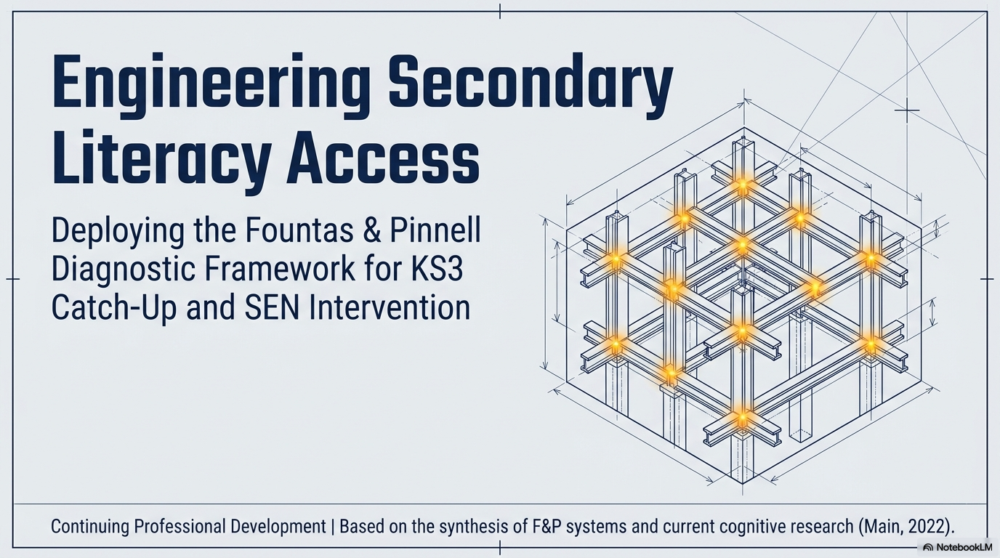 Engineering Secondary
Literacy Access
Deploying the Fountas & Pinnell
Diagnostic Framework for KS3
Catch-Up and SEN Intervention
Continuing Professional Development | Based on the synthesis of F&P systems and current cognitive research (Main, 2022).
NotebookLM